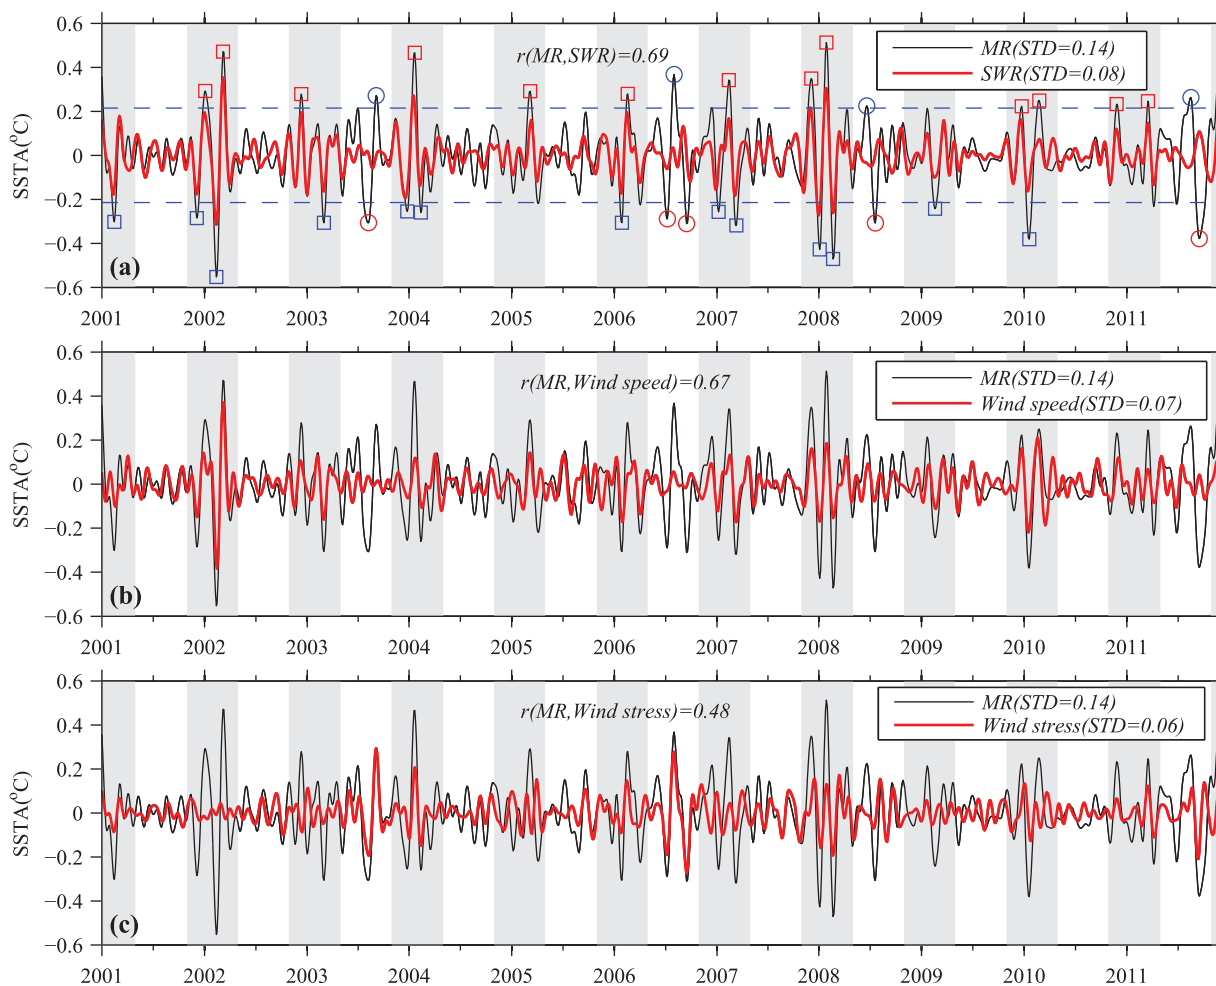 0.6
0.4
0.2
0
−0.2
−0.4
−0.6
SSTA(°C)
r(MR,SWR)=0.69
MR(STD=0.14)
SWR(STD=0.08)
(a)
2001 2002 2003 2004 2005 2006 2007 2008 2009 2010 2011
0.6
0.4
0.2
0
−0.2
−0.4
−0.6
SSTA(°C)
r(MR,Wind speed)=0.67
MR(STD=0.14)
Wind speed(STD=0.07)
(b)
2001 2002 2003 2004 2005 2006 2007 2008 2009 2010 2011
0.6
0.4
0.2
0
−0.2
−0.4
−0.6
SSTA(°C)
r(MR,Wind stress)=0.48
MR(STD=0.14)
Wind stress(STD=0.06)
(c)
2001 2002 2003 2004 2005 2006 2007 2008 2009 2010 2011